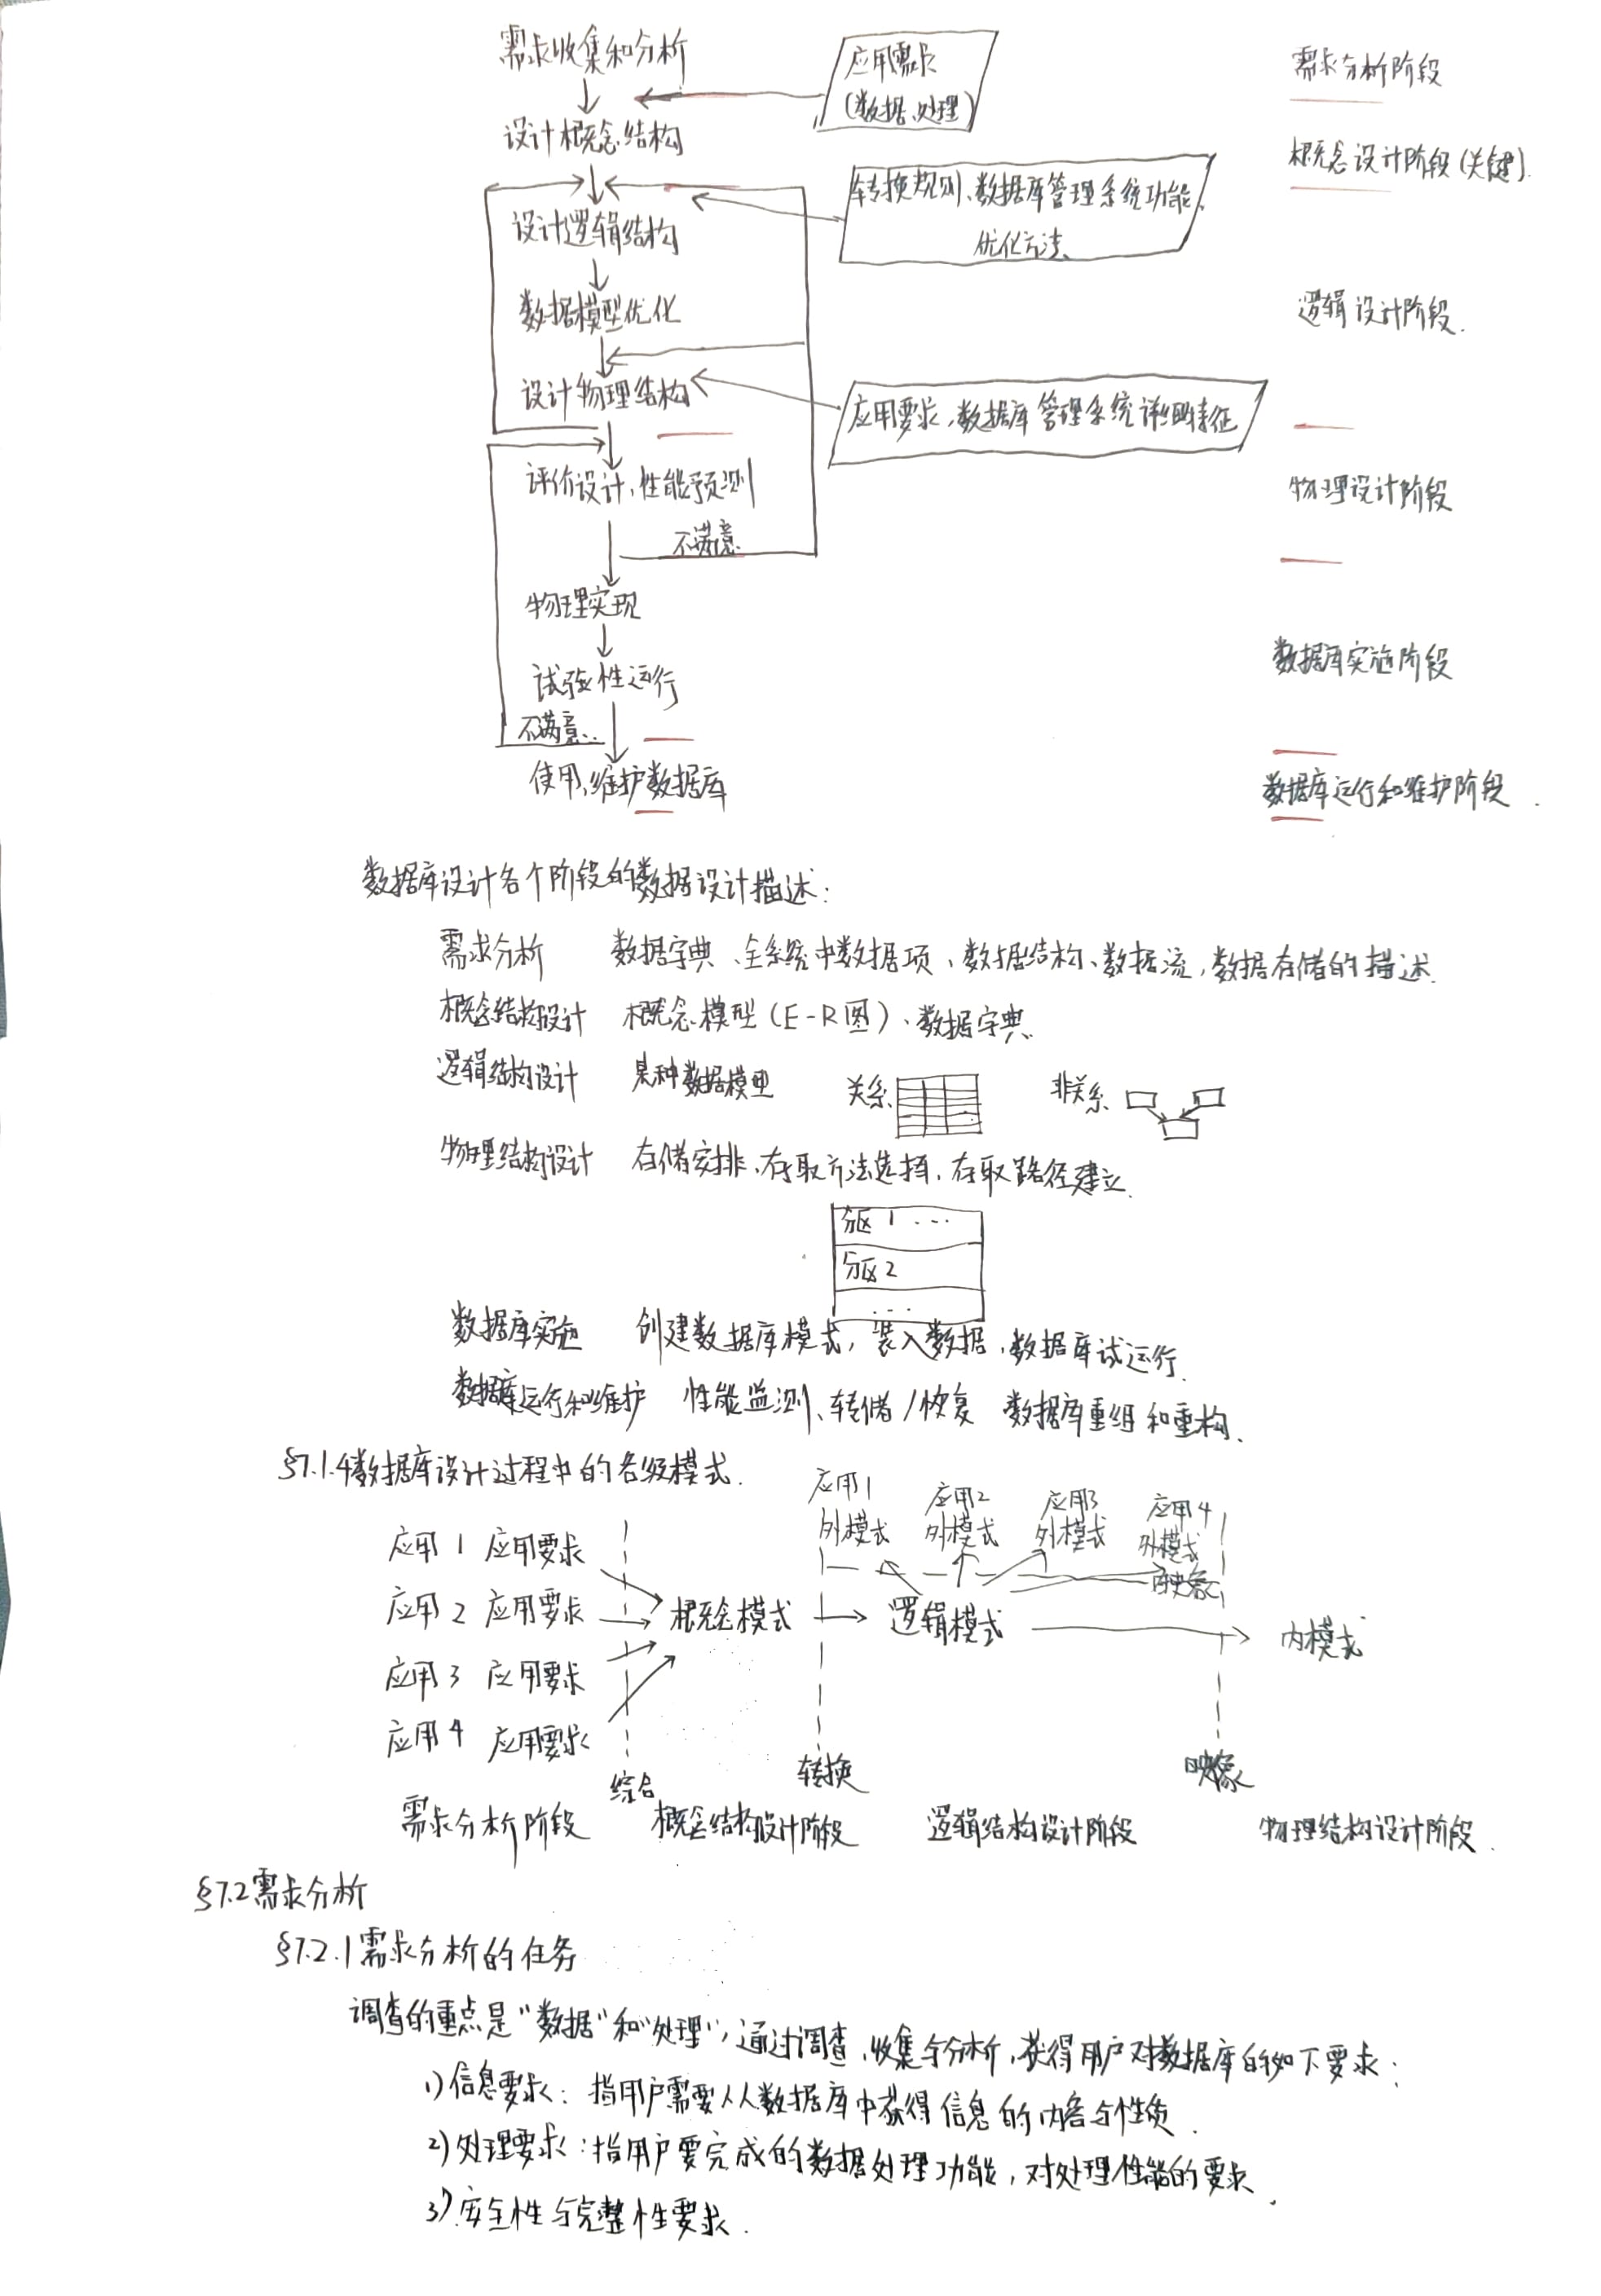 需求收集和分析
应用需求
(数据、处理)
需求分析阶段
设计概念结构
概念设计阶段(关键).
转换规则、数据库管理系统功能、
优化方法、
设计逻辑结构
数据模型优化
逻辑设计阶段.
设计物理结构
应用要求,数据库管理系统详细特征
评价设计,性能预测
物理设计阶段
不满意.
物理实现
数据库实施阶段
试验性运行
不满意..
使用,维护数据库
数据库运行和维护阶段.
数据库设计各个阶段的数据设计描述:
需求分析 数据字典、全系统中数据项、数据结构、数据流,数据存储的描述.
概念结构设计 概念模型(E-R图)、数据字典.
逻辑结构设计 某种数据模型 关系 非关系
物理结构设计 存储安排、存取方法选择、存取路径建立.
分区1 ...
分区2
...
数据库实施 创建数据库模式,装入数据,数据库试运行.
数据库运行和维护 性能监测、转储/恢复 数据库重组和重构.
§7.1.4数据库设计过程中的各级模式.
应用1 应用2 应用3 应用4
外模式 外模式 外模式 外模式
应用1 应用要求
映象
应用2 应用要求 概念模式 逻辑模式 内模式
应用3 应用要求
应用4 应用要求
综合 转换 映象
需求分析阶段 概念结构设计阶段 逻辑结构设计阶段 物理结构设计阶段.
§7.2需求分析
§7.2.1需求分析的任务
调查的重点是"数据"和"处理",通过调查,收集与分析,获得用户对数据库的如下要求:
1)信息要求:指用户需要从数据库中获得信息的内容与性质.
2)处理要求:指用户要完成的数据处理功能,对处理性能的要求.
3)安全性与完整性要求.